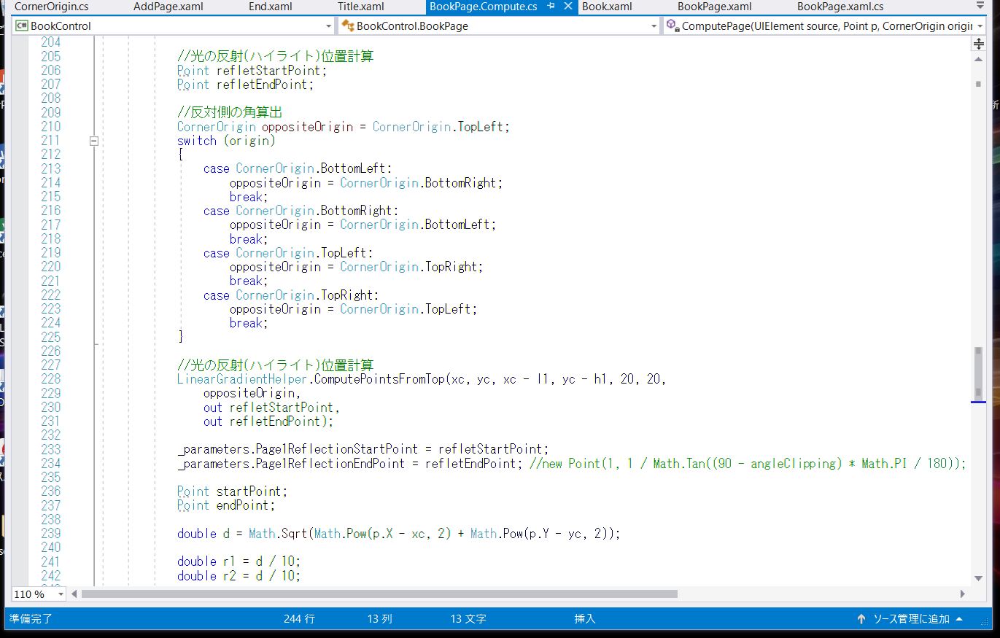 CornerOrigin.cs AddPage.xaml End.xaml Title.xaml BookPage.Compute.cs Book.xaml BookPage.xaml BookPage.xaml.cs
C# BookControl BookControl.BookPage ComputePage(UIElement source, Point p, CornerOrigin origin
204
205 //光の反射(ハイライト)位置計算
206 Point refletStartPoint;
207 Point refletEndPoint;
208
209 //反対側の角算出
210 CornerOrigin oppositeOrigin = CornerOrigin.TopLeft;
211 switch (origin)
212 {
213 case CornerOrigin.BottomLeft:
214 oppositeOrigin = CornerOrigin.BottomRight;
215 break;
216 case CornerOrigin.BottomRight:
217 oppositeOrigin = CornerOrigin.BottomLeft;
218 break;
219 case CornerOrigin.TopLeft:
220 oppositeOrigin = CornerOrigin.TopRight;
221 break;
222 case CornerOrigin.TopRight:
223 oppositeOrigin = CornerOrigin.TopLeft;
224 break;
225 }
226
227 //光の反射(ハイライト)位置計算
228 LinearGradientHelper.ComputePointsFromTop(xc, yc, xc - l1, yc - h1, 20, 20,
229 oppositeOrigin,
230 out refletStartPoint,
231 out refletEndPoint);
232
233 _parameters.Page1ReflectionStartPoint = refletStartPoint;
234 _parameters.Page1ReflectionEndPoint = refletEndPoint; //new Point(1, 1 / Math.Tan((90 - angleClipping) * Math.PI / 180));
235
236 Point startPoint;
237 Point endPoint;
238
239 double d = Math.Sqrt(Math.Pow(p.X - xc, 2) + Math.Pow(p.Y - yc, 2));
240
241 double r1 = d / 10;
242 double r2 = d / 10;
110 %
準備完了 244 行 13 列 13 文字 挿入 ソース管理に追加